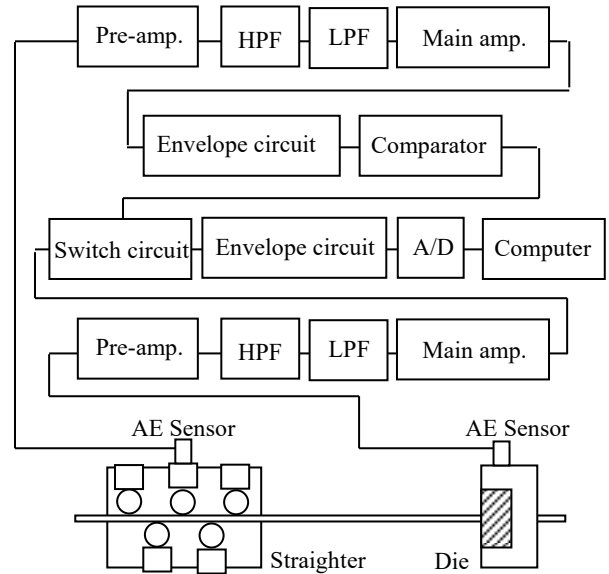 Pre-amp. HPF LPF Main amp.
Envelope circuit Comparator
Switch circuit Envelope circuit A/D Computer
Pre-amp. HPF LPF Main amp.
AE Sensor AE Sensor
Straighter Die